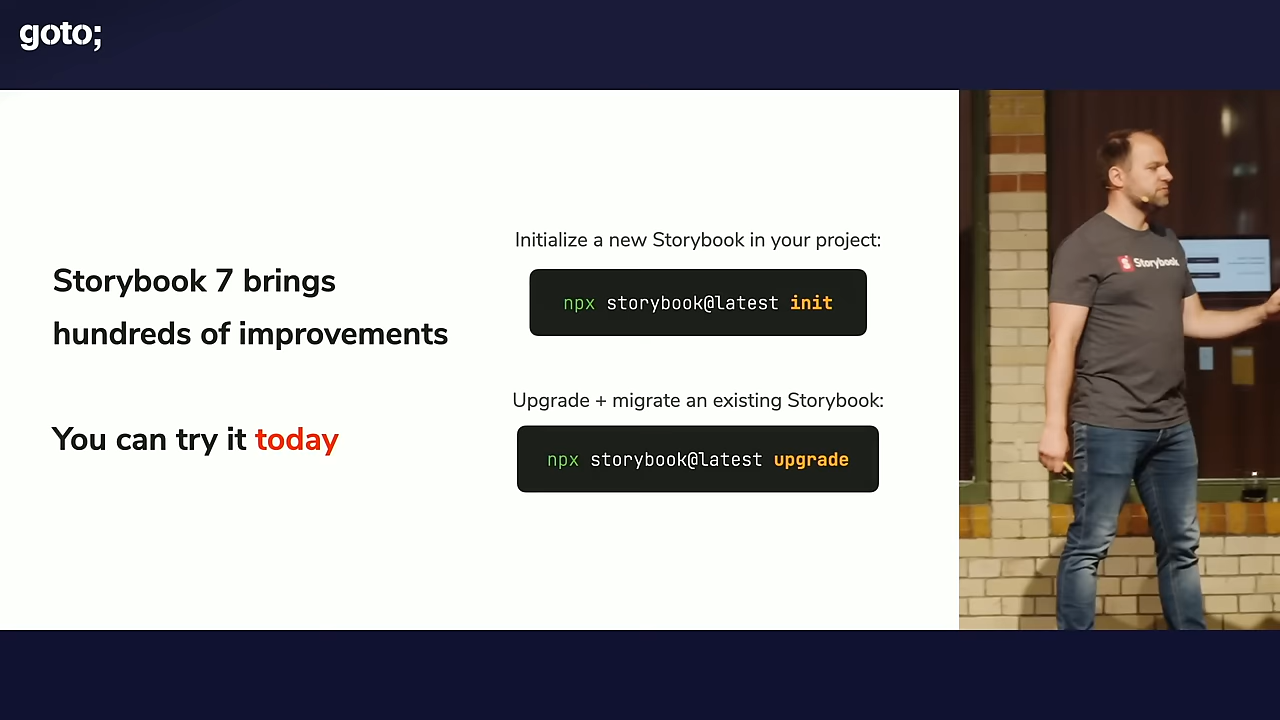 goto;
Storybook 7 brings
hundreds of improvements
You can try it today
Initialize a new Storybook in your project:
npx storybook@latest init
Upgrade + migrate an existing Storybook:
npx storybook@latest upgrade
Storybook